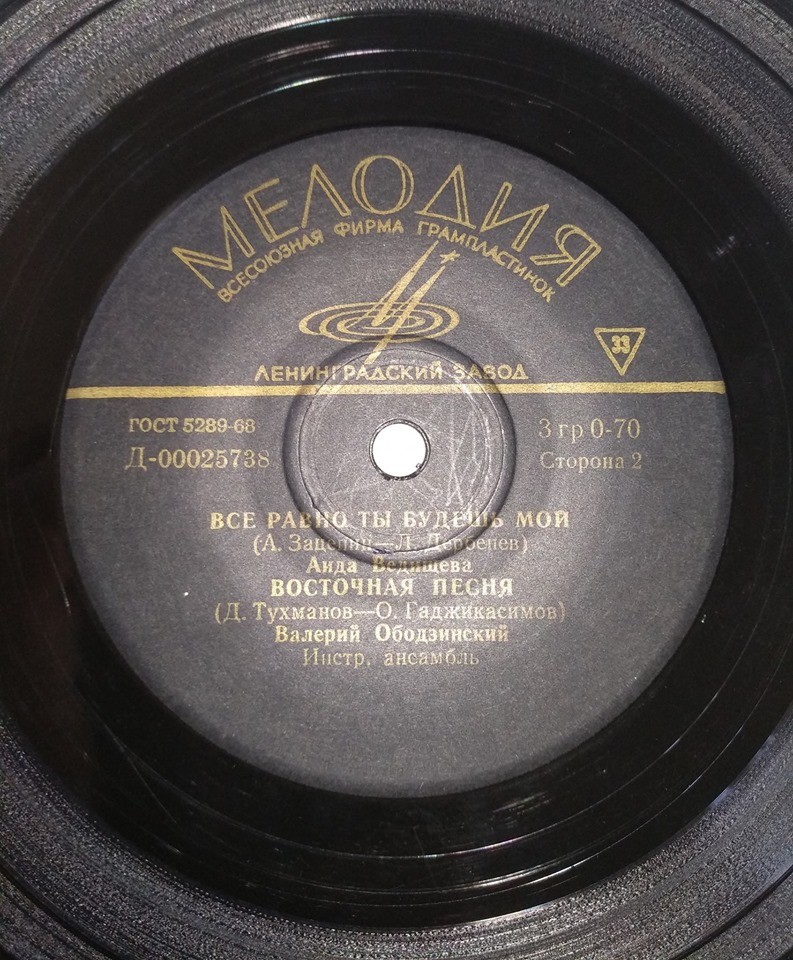 МЕЛОДИЯ
ВСЕСОЮЗНАЯ ФИРМА ГРАМПЛАСТИНОК
33
ЛЕНИНГРАДСКИЙ ЗАВОД
ГОСТ 5289-68
3 гр 0-70
Д-00025738
Сторона 2
ВСЕ РАВНО ТЫ БУДЕШЬ МОЙ
(А. Зацепин—Л. Дербенев)
Аида Ведищева
ВОСТОЧНАЯ ПЕСНЯ
(Д. Тухманов—О. Гаджикасимов)
Валерий Ободзинский
Инстр. ансамбль